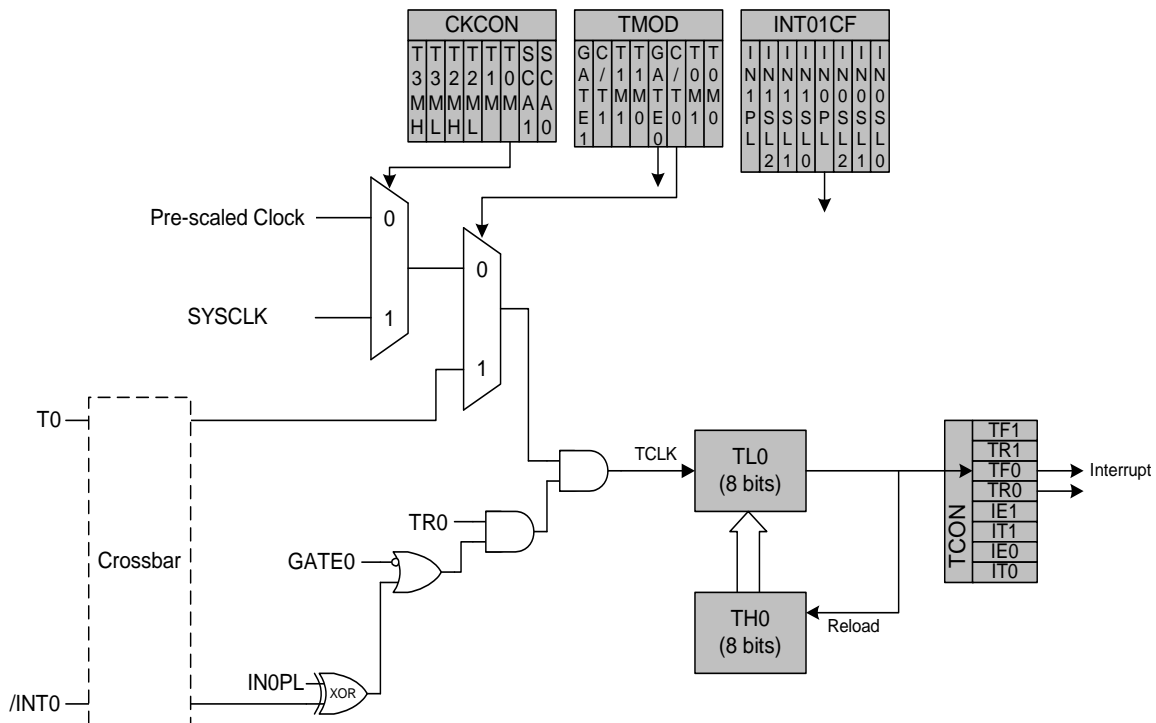 CKCON
T3MH
T3ML
T2MH
T2ML
T1M
T0M
SCA1
SCA0
TMOD
GATE1
C/T1
T1M1
T1M0
GATE0
C/T0
T0M1
T0M0
INT01CF
IN1PL
IN1SL2
IN1SL1
IN1SL0
IN0PL
IN0SL2
IN0SL1
IN0SL0
Pre-scaled Clock
0
SYSCLK
1
0
1
T0
Crossbar
/INT0
TR0
GATE0
IN0PL
XOR
TCLK
TL0
(8 bits)
TH0
(8 bits)
Reload
TCON
TF1
TR1
TF0
TR0
IE1
IT1
IE0
IT0
Interrupt